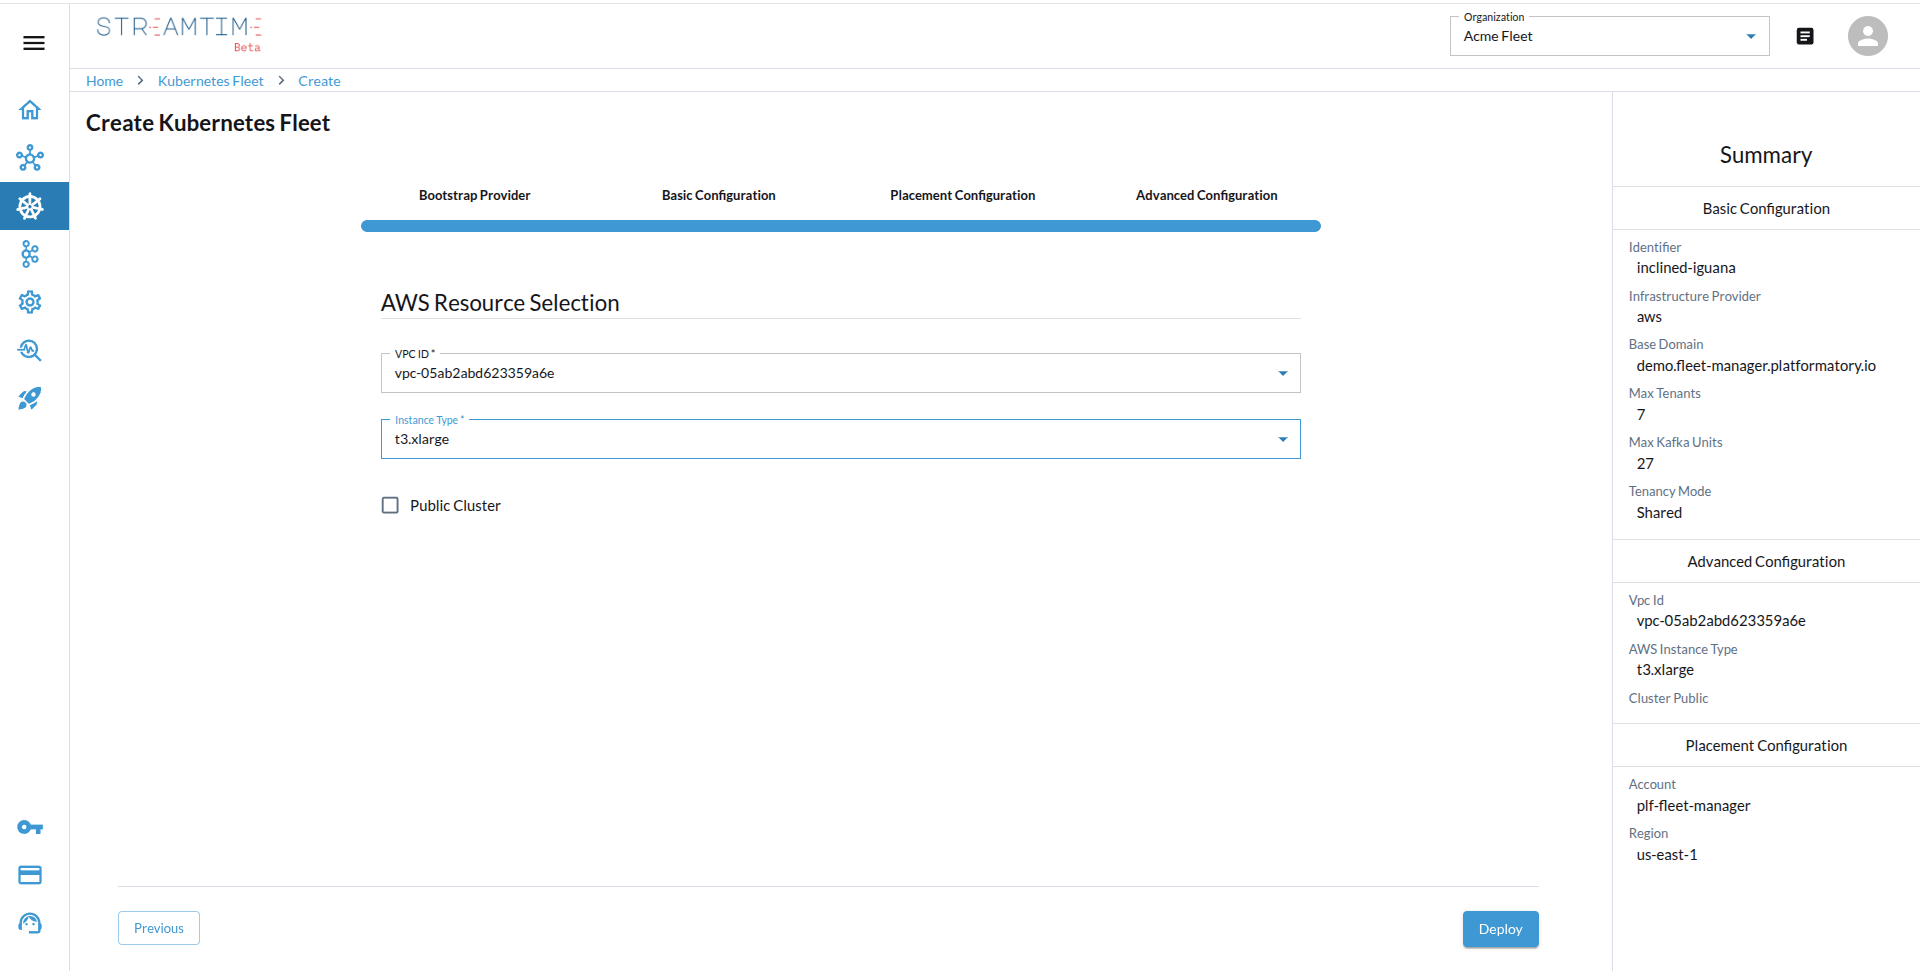 STREAMTIME
Beta
Organization
Acme Fleet
Home > Kubernetes Fleet > Create
Create Kubernetes Fleet
Bootstrap Provider Basic Configuration Placement Configuration Advanced Configuration
AWS Resource Selection
VPC ID *
vpc-05ab2abd623359a6e
Instance Type *
t3.xlarge
Public Cluster
Previous
Deploy
Summary
Basic Configuration
Identifier
inclined-iguana
Infrastructure Provider
aws
Base Domain
demo.fleet-manager.platformatory.io
Max Tenants
7
Max Kafka Units
27
Tenancy Mode
Shared
Advanced Configuration
Vpc Id
vpc-05ab2abd623359a6e
AWS Instance Type
t3.xlarge
Cluster Public
Placement Configuration
Account
plf-fleet-manager
Region
us-east-1